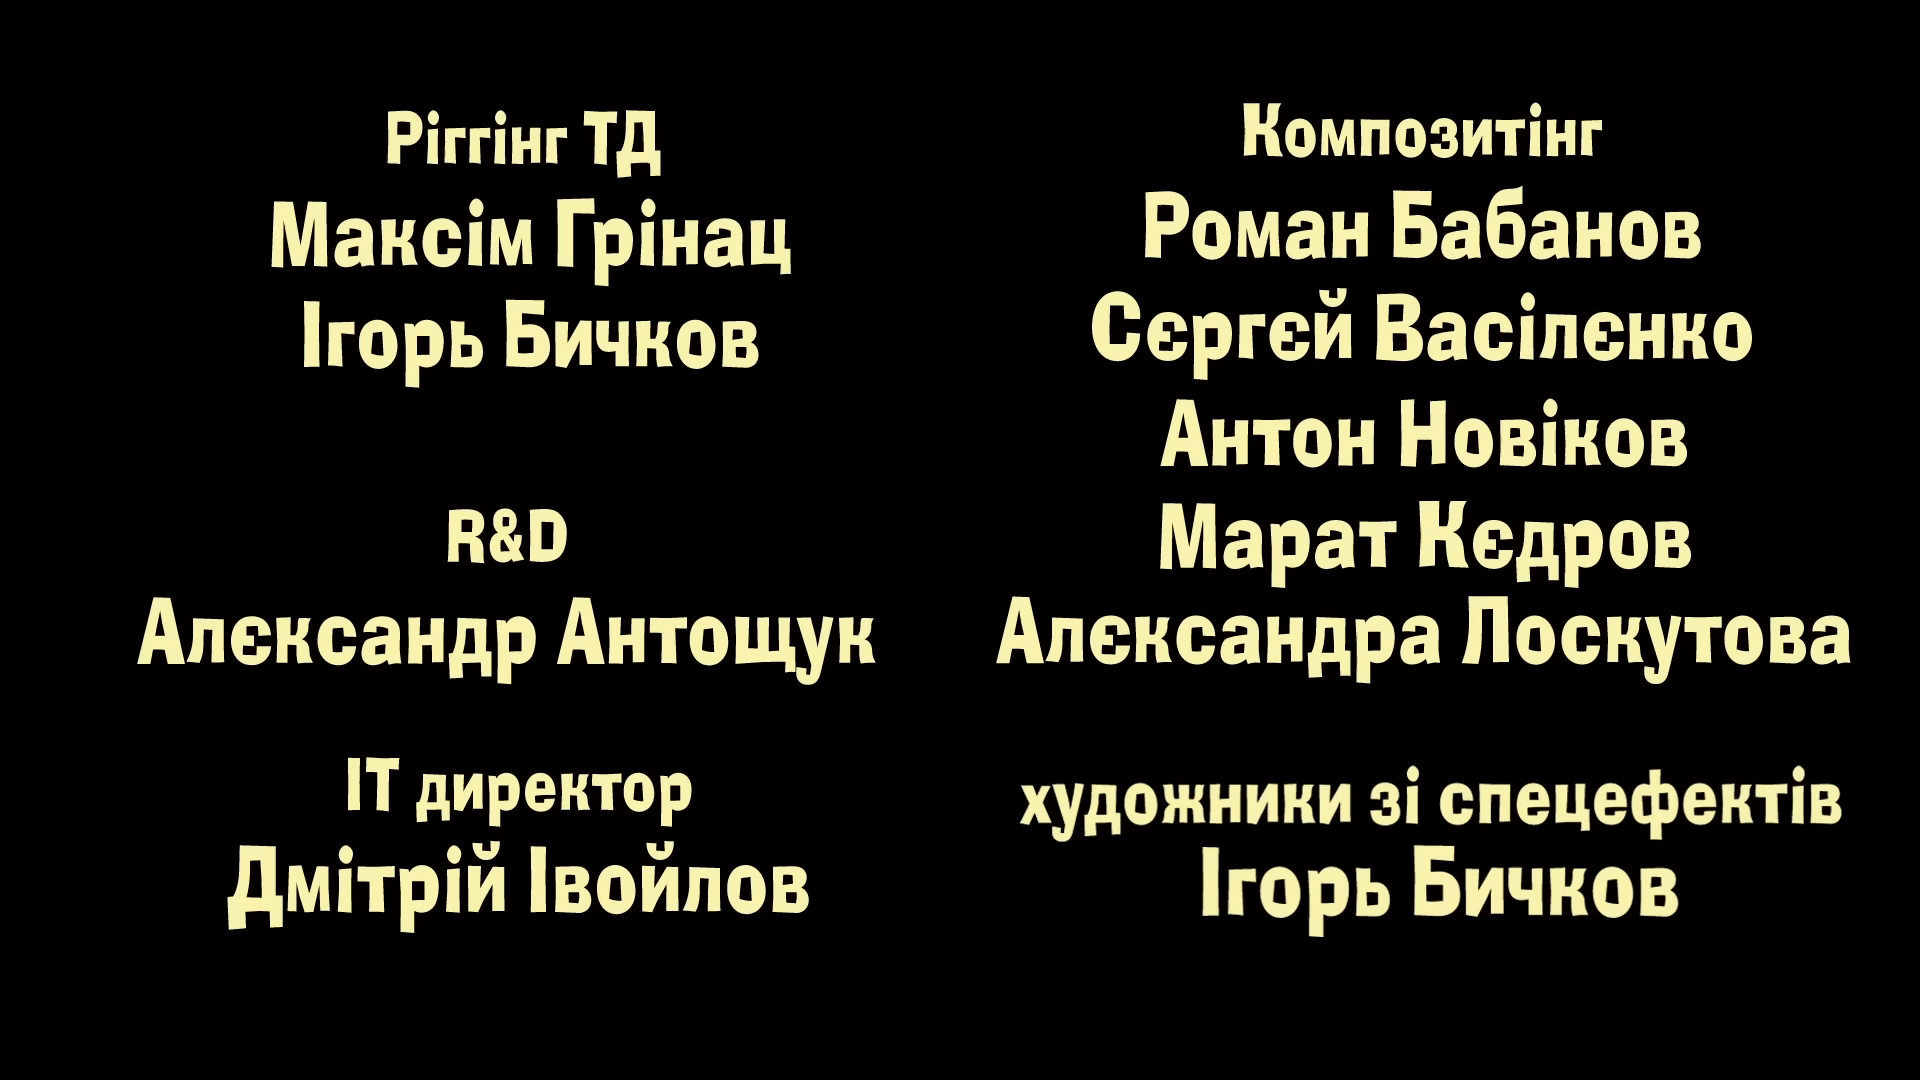 Ріггінг ТД
Максім Грінац
Ігорь Бичков
R&D
Алєксандр Антощук
ІТ директор
Дмітрій Івойлов
Композитінг
Роман Бабанов
Сєргєй Васілєнко
Антон Новіков
Марат Кєдров
Алєксандра Лоскутова
художники зі спецефектів
Ігорь Бичков